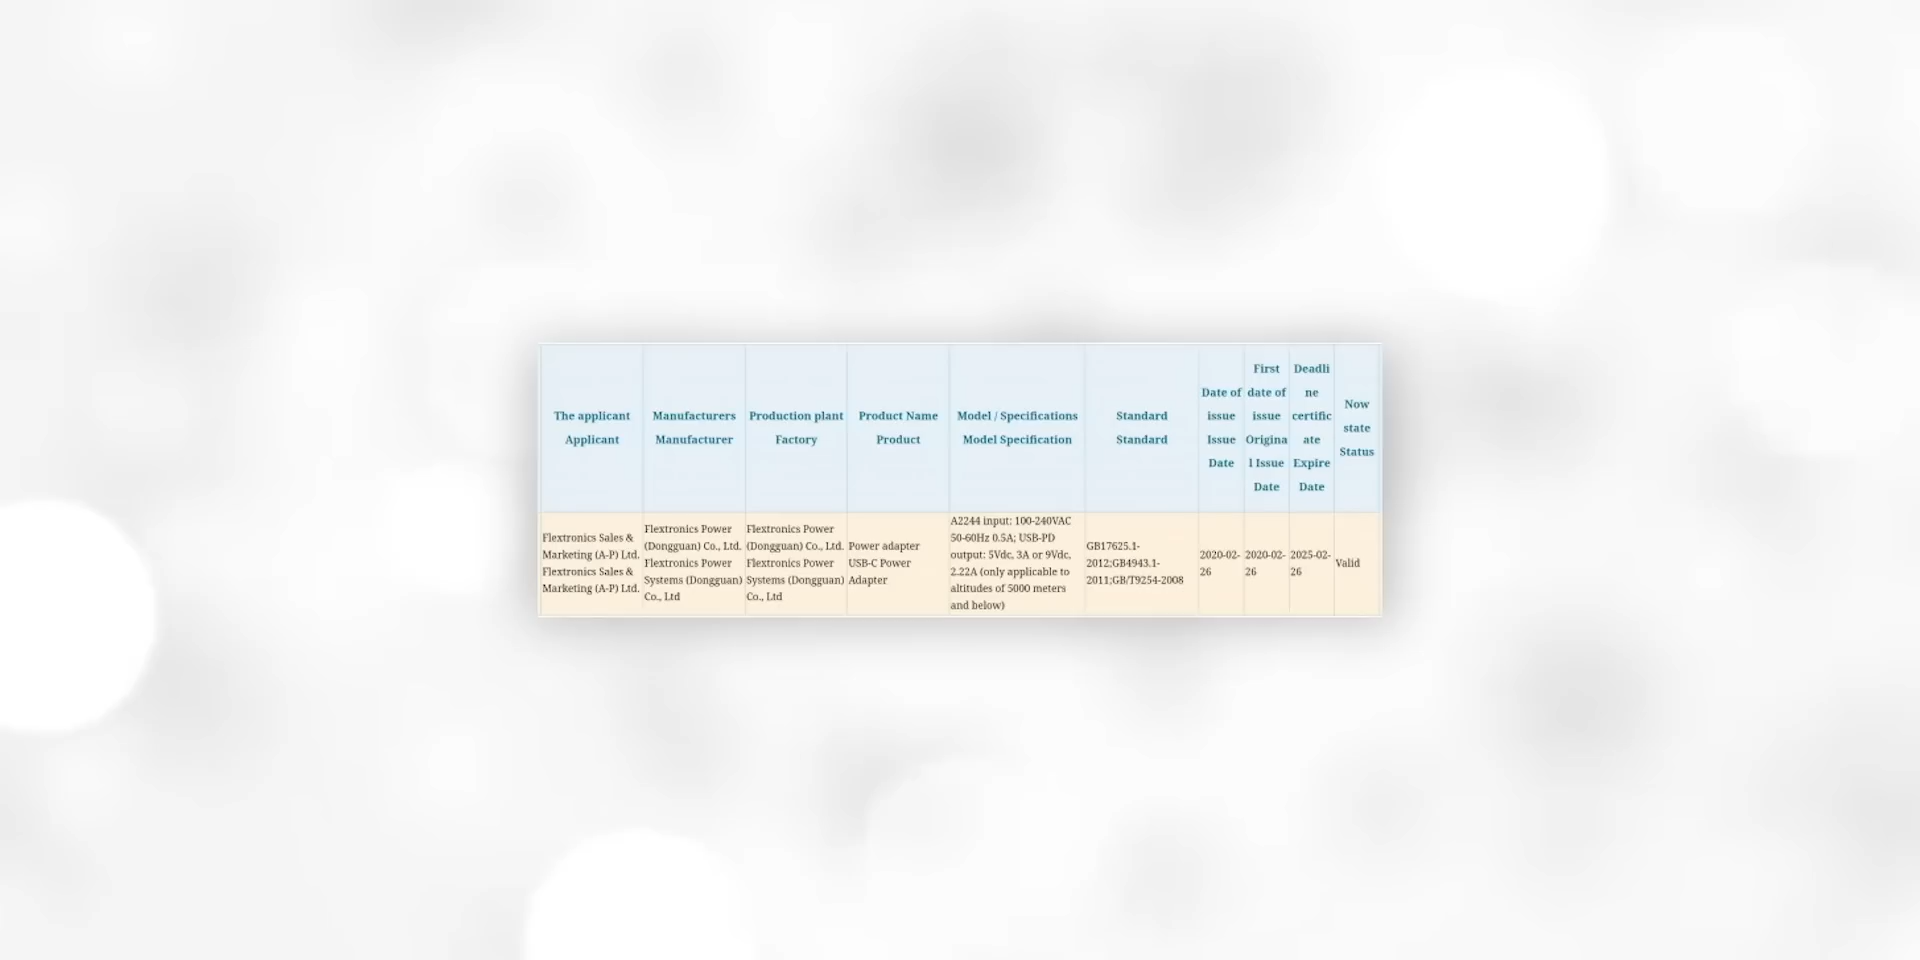 The applicant
Applicant
Manufacturers
Manufacturer
Production plant
Factory
Product Name
Product
Model / Specifications
Model Specification
Standard
Standard
Date of
issue
Issue
Date
First
date of
issue
Origina
l Issue
Date
Deadli
ne
certific
ate
Expire
Date
Now
state
Status
Flextronics Sales &
Marketing (A-P) Ltd.
Flextronics Sales &
Marketing (A-P) Ltd.
Flextronics Power
(Dongguan) Co., Ltd.
Flextronics Power
Systems (Dongguan)
Co., Ltd
Flextronics Power
(Dongguan) Co., Ltd.
Flextronics Power
Systems (Dongguan)
Co., Ltd
Power adapter
USB-C Power
Adapter
A2244 input: 100-240VAC
50-60Hz 0.5A; USB-PD
output: 5Vdc, 3A or 9Vdc,
2.22A (only applicable to
altitudes of 5000 meters
and below)
GB17625.1-
2012;GB4943.1-
2011;GB/T9254-2008
2020-02-
26
2020-02-
26
2025-02-
26
Valid